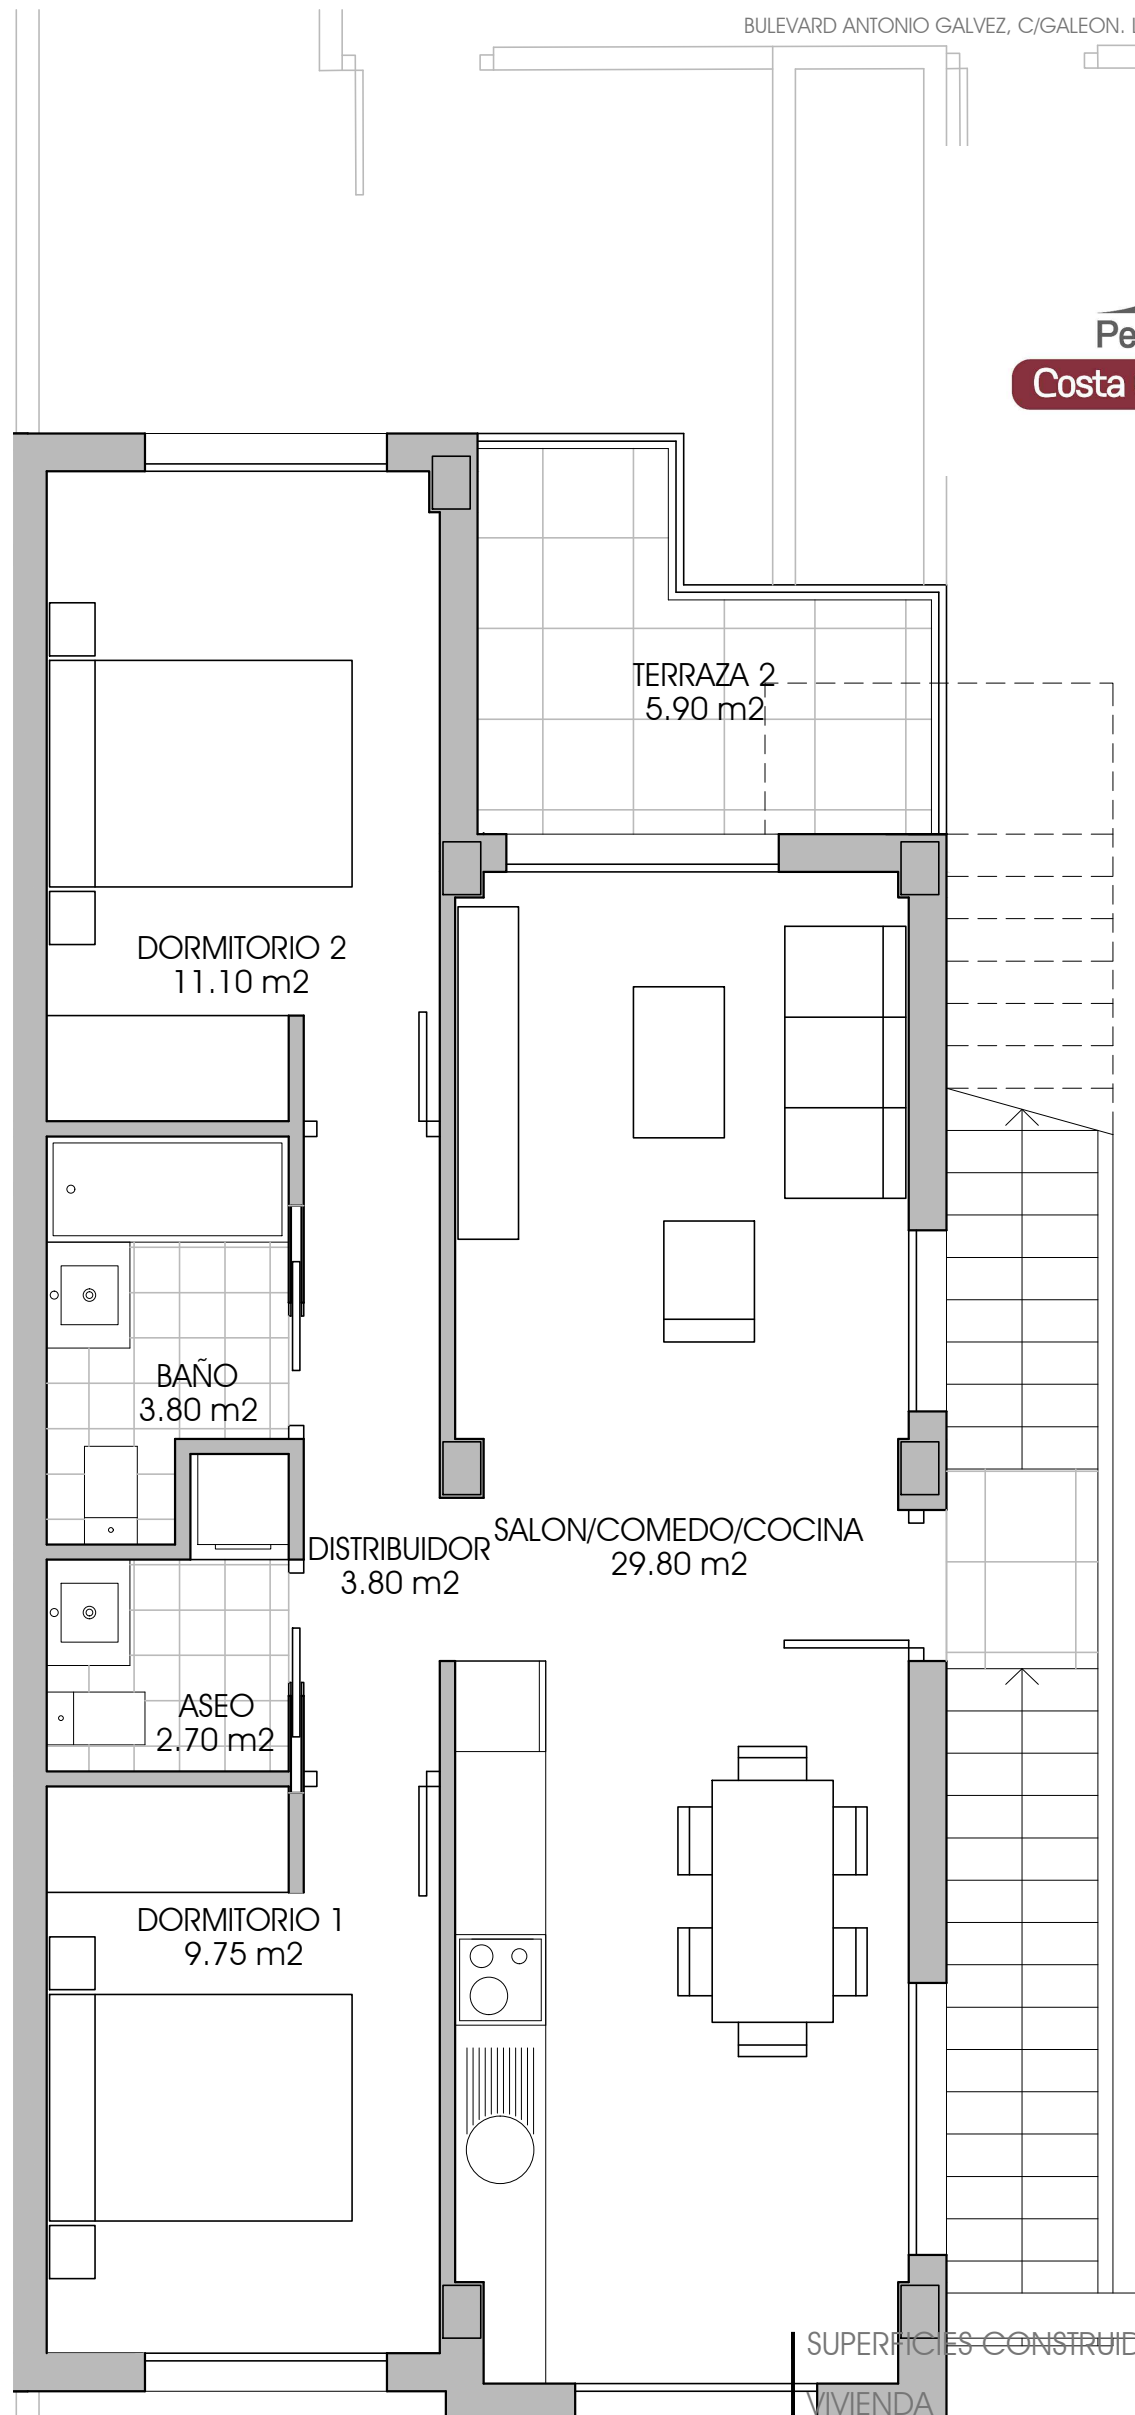 BULEVARD ANTONIO GALVEZ, C/GALEON.
Costa
TERRAZA 2
5.90 m2
DORMITORIO 2
11.10 m2
BAÑO
3.80 m2
SALON/COMEDO/COCINA
29.80 m2
DISTRIBUIDOR
3.80 m2
ASEO
2.70 m2
DORMITORIO 1
9.75 m2
SUPERFICIES CONSTRUID
VIVIENDA